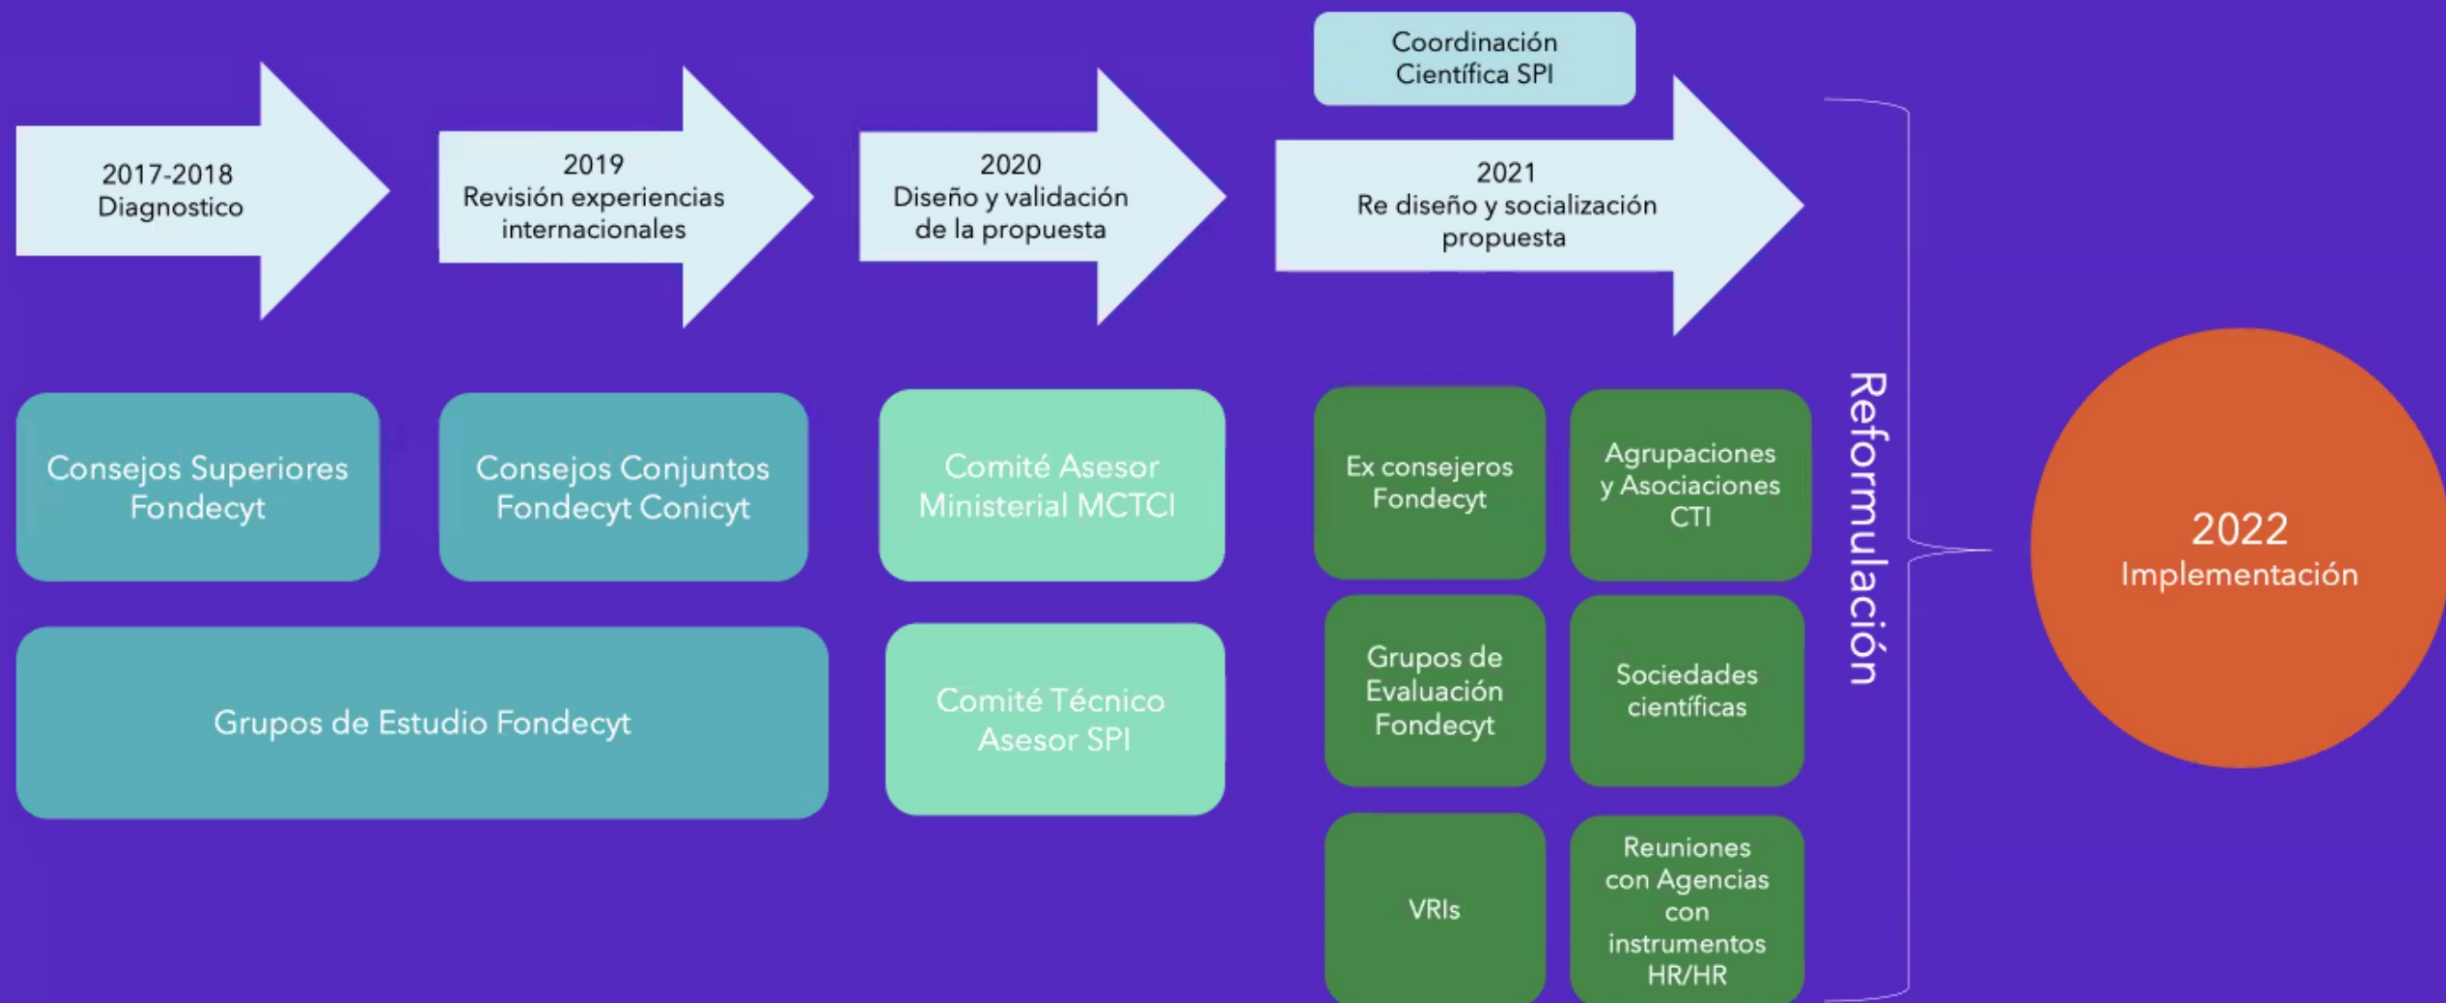 Coordinación
Científica SPI
2017-2018
Diagnostico
2019
Revisión experiencias
internacionales
2020
Diseño y validación
de la propuesta
2021
Re diseño y socialización
propuesta
Consejos Superiores
Fondecyt
Consejos Conjuntos
Fondecyt Conicyt
Comité Asesor
Ministerial MCTCI
Ex consejeros
Fondecyt
Agrupaciones
y Asociaciones
CTI
Grupos de Estudio Fondecyt
Comité Técnico
Asesor SPI
Grupos de
Evaluación
Fondecyt
Sociedades
científicas
VRIs
Reuniones
con Agencias
con
instrumentos
HR/HR
Reformulación
2022
Implementación